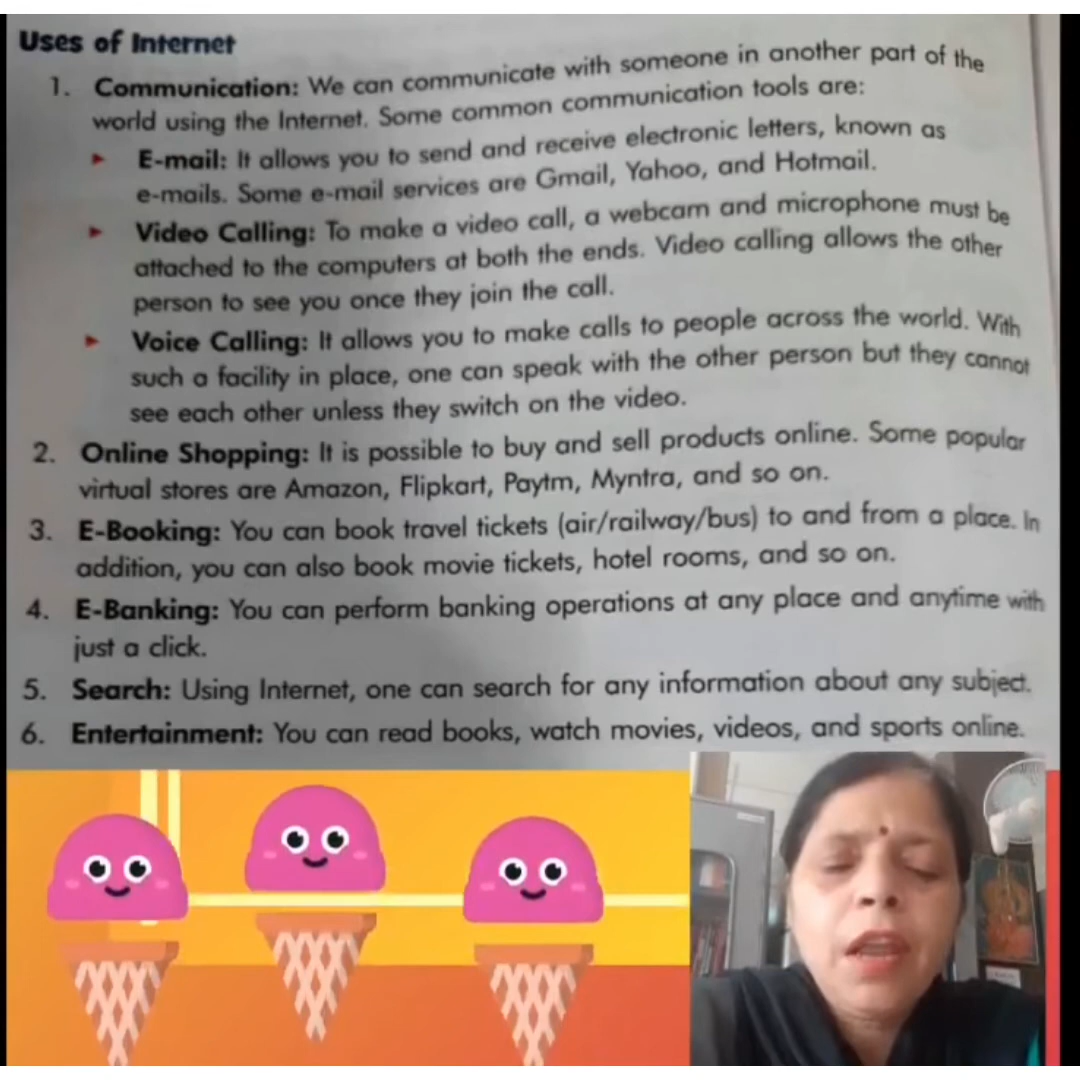 Uses of Internet
1. Communication: We can communicate with someone in another part of the
world using the Internet. Some common communication tools are:
► E-mail: It allows you to send and receive electronic letters, known as
e-mails. Some e-mail services are Gmail, Yahoo, and Hotmail.
► Video Calling: To make a video call, a webcam and microphone must be
attached to the computers at both the ends. Video calling allows the other
person to see you once they join the call.
► Voice Calling: It allows you to make calls to people across the world. With
such a facility in place, one can speak with the other person but they cannot
see each other unless they switch on the video.
2. Online Shopping: It is possible to buy and sell products online. Some popular
virtual stores are Amazon, Flipkart, Paytm, Myntra, and so on.
3. E-Booking: You can book travel tickets (air/railway/bus) to and from a place. In
addition, you can also book movie tickets, hotel rooms, and so on.
4. E-Banking: You can perform banking operations at any place and anytime with
just a click.
5. Search: Using Internet, one can search for any information about any subject.
6. Entertainment: You can read books, watch movies, videos, and sports online.